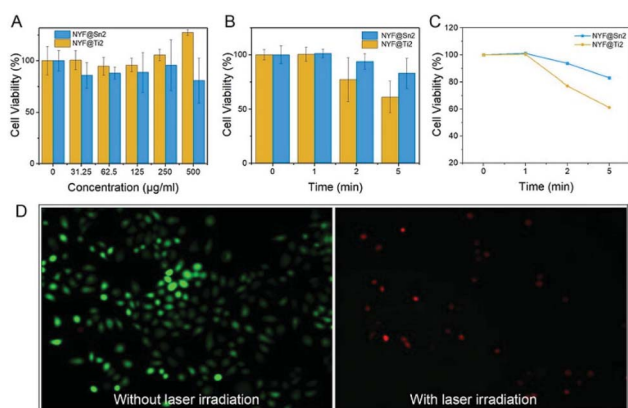 A
NYF@Sn2
NYF@Ti2
Cell Viability (%)
100
50
0
0 31.25 62.5 125 250 500
Concentration (μg/ml)
B
NYF@Sn2
NYF@Ti2
Cell Viability (%)
100
50
0
0 1 2 5
Time (min)
C
NYF@Sn2
NYF@Ti2
Cell Viability (%)
120
100
80
60
40
20
0 1 2 5
Time (min)
D
Without laser irradiation
With laser irradiation